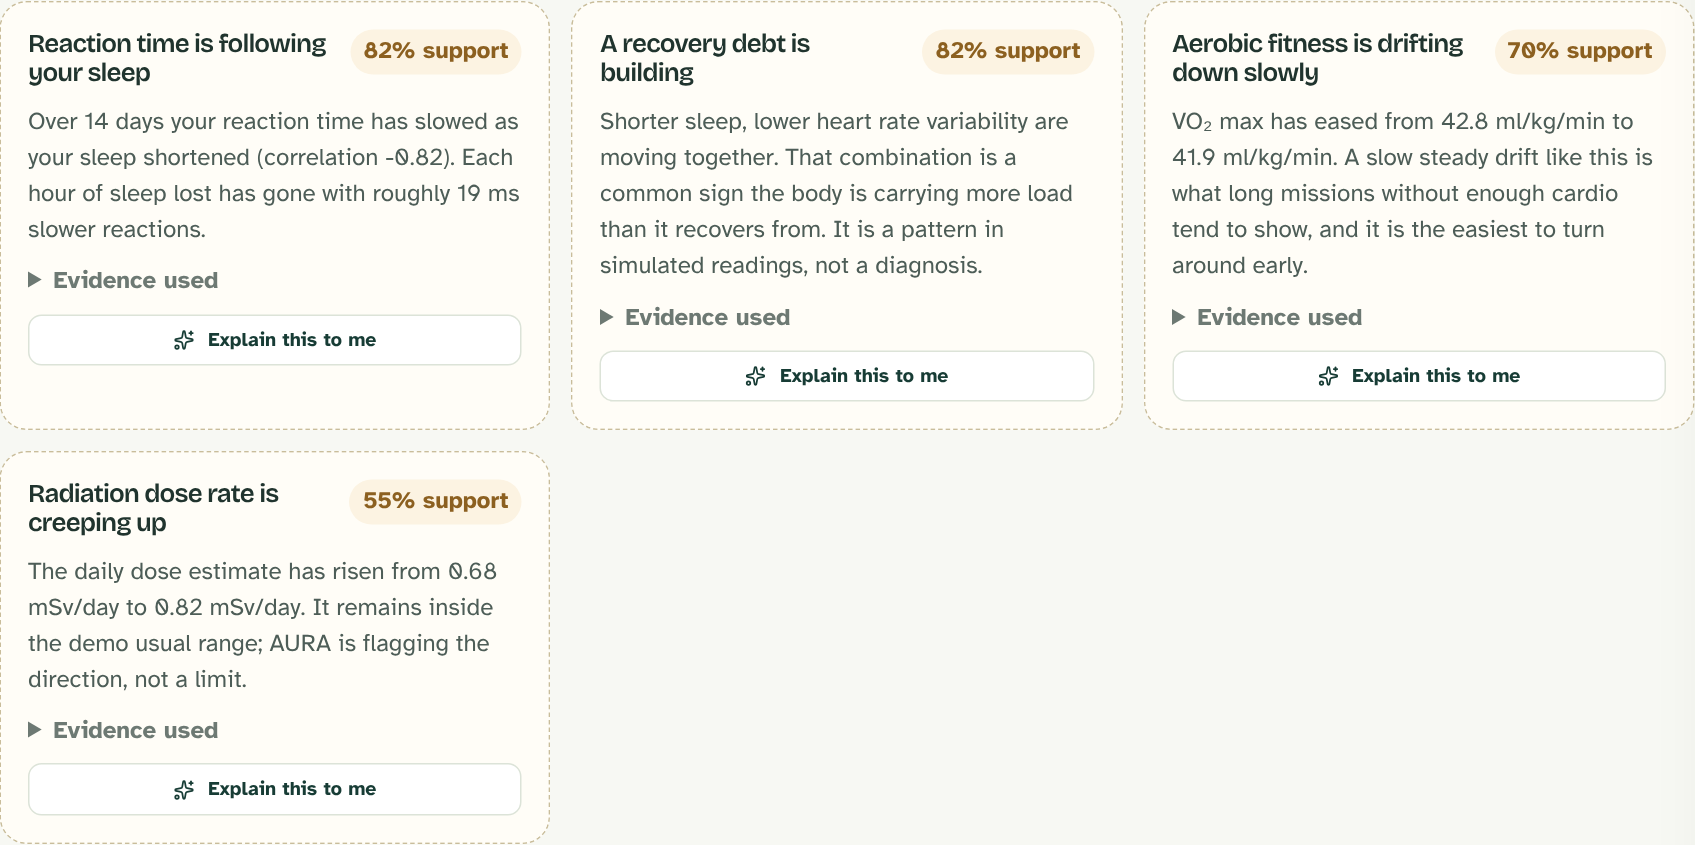 Reaction time is following
your sleep
82% support
Over 14 days your reaction time has slowed as
your sleep shortened (correlation -0.82). Each
hour of sleep lost has gone with roughly 19 ms
slower reactions.
Evidence used
Explain this to me
A recovery debt is
building
82% support
Shorter sleep, lower heart rate variability are
moving together. That combination is a
common sign the body is carrying more load
than it recovers from. It is a pattern in
simulated readings, not a diagnosis.
Evidence used
Explain this to me
Aerobic fitness is drifting
down slowly
70% support
VO₂ max has eased from 42.8 ml/kg/min to
41.9 ml/kg/min. A slow steady drift like this is
what long missions without enough cardio
tend to show, and it is the easiest to turn
around early.
Evidence used
Explain this to me
Radiation dose rate is
creeping up
55% support
The daily dose estimate has risen from 0.68
mSv/day to 0.82 mSv/day. It remains inside
the demo usual range; AURA is flagging the
direction, not a limit.
Evidence used
Explain this to me